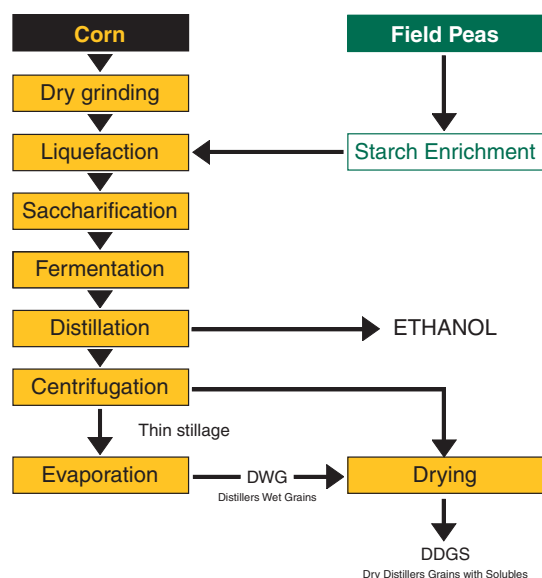 Corn
Field Peas
Dry grinding
Liquefaction
Starch Enrichment
Saccharification
Fermentation
Distillation
ETHANOL
Centrifugation
Thin stillage
Evaporation
DWG
Distillers Wet Grains
Drying
DDGS
Dry Distillers Grains with Solubles